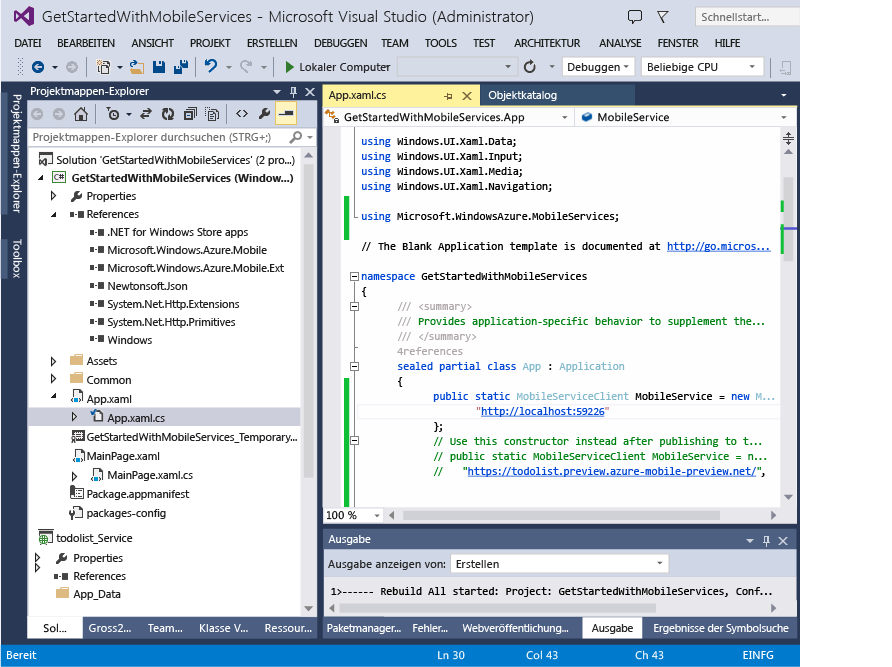 GetStartedWithMobileServices - Microsoft Visual Studio (Administrator)
Schnellstart...
DATEI BEARBEITEN ANSICHT PROJEKT ERSTELLEN DEBUGGEN TEAM TOOLS TEST ARCHITEKTUR ANALYSE FENSTER HILFE
Lokaler Computer
Debuggen
Beliebige CPU
Projektmappen-Explorer
Toolbox
Projektmappen-Explorer
Projektmappen-Explorer durchsuchen (STRG+;)
Solution 'GetStartedWithMobileServices' (2 pro...)
C# GetStartedWithMobileServices (Window...)
Properties
References
.NET for Windows Store apps
Microsoft.Windows.Azure.Mobile
Microsoft.Windows.Azure.Mobile.Ext
Newtonsoft.Json
System.Net.Http.Extensions
System.Net.Http.Primitives
Windows
Assets
Common
App.xaml
App.xaml.cs
GetStartedWithMobileServices_Temporary...
MainPage.xaml
MainPage.xaml.cs
Package.appmanifest
packages-config
todolist_Service
Properties
References
App_Data
Sol... Gross2... Team... Klasse V... Ressour...
App.xaml.cs
Objektkatalog
GetStartedWithMobileServices.App
MobileService
using Windows.UI.Xaml.Data;
using Windows.UI.Xaml.Input;
using Windows.UI.Xaml.Media;
using Windows.UI.Xaml.Navigation;
using Microsoft.WindowsAzure.MobileServices;
// The Blank Application template is documented at http://go.micros...
namespace GetStartedWithMobileServices
{
/// <summary>
/// Provides application-specific behavior to supplement the...
/// </summary>
4references
sealed partial class App : Application
{
public static MobileServiceClient MobileService = new M...
"http://localhost:59226"
};
// Use this constructor instead after publishing to t...
// public static MobileServiceClient MobileService = n...
// "https://todolist.preview.azure-mobile-preview.net/",
100 %
Ausgabe
Ausgabe anzeigen von: Erstellen
1>------ Rebuild All started: Project: GetStartedWithMobileServices, Conf...
Paketmanager... Fehler... Webveröffentlichung... Ausgabe Ergebnisse der Symbolsuche
Bereit Ln 30 Col 43 Ch 43 EINFG